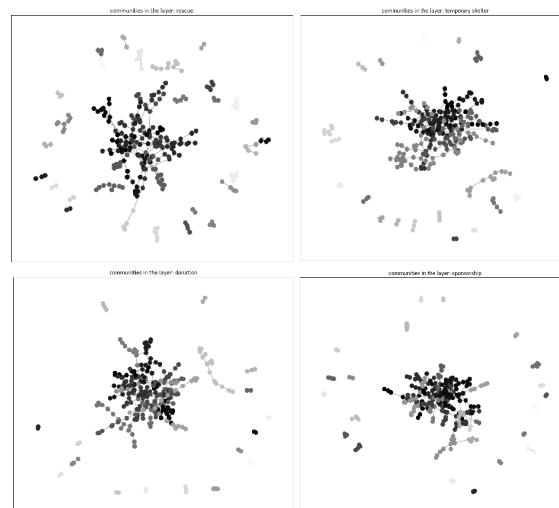 communities in the layer: rescue
communities in the layer: temporary shelter
communities in the layer: donation
communities in the layer: sponsorship